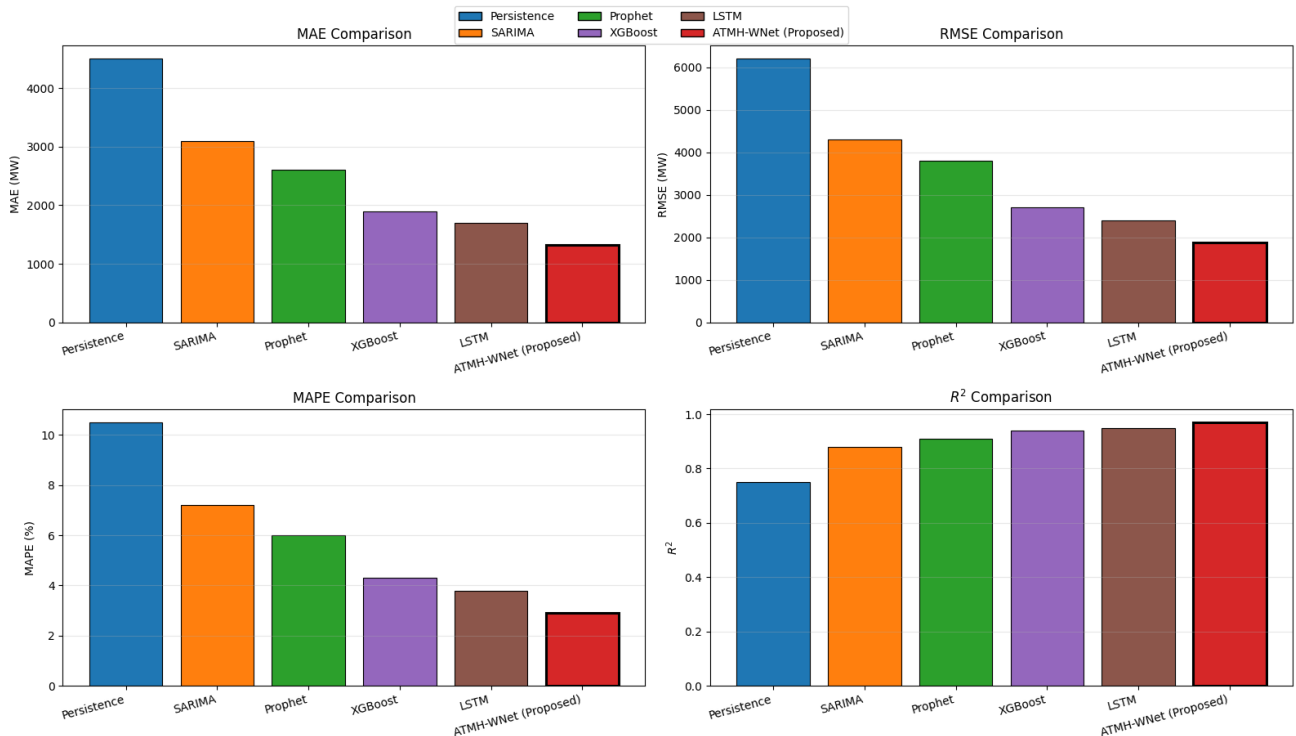 Persistence Prophet LSTM
SARIMA XGBoost ATMH-WNet (Proposed)
MAE Comparison
MAE (MW)
4000
3000
2000
1000
0
Persistence SARIMA Prophet XGBoost LSTM ATMH-WNet (Proposed)
RMSE Comparison
RMSE (MW)
6000
5000
4000
3000
2000
1000
0
Persistence SARIMA Prophet XGBoost LSTM ATMH-WNet (Proposed)
MAPE Comparison
MAPE (%)
10
8
6
4
2
0
Persistence SARIMA Prophet XGBoost LSTM ATMH-WNet (Proposed)
R² Comparison
R²
1.0
0.8
0.6
0.4
0.2
0.0
Persistence SARIMA Prophet XGBoost LSTM ATMH-WNet (Proposed)